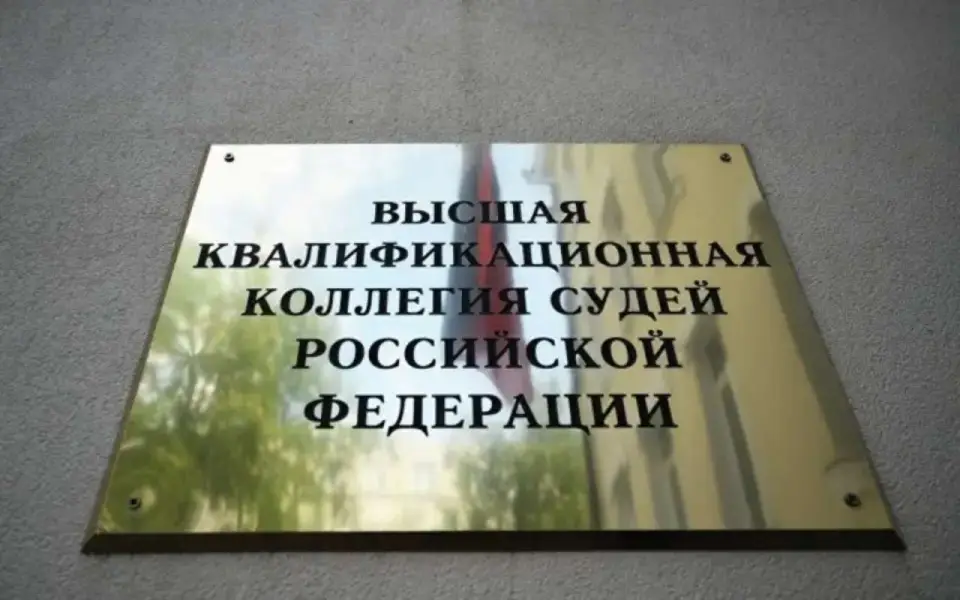 ВЫСШАЯ
КВАЛИФИКАЦИОННАЯ
КОЛЛЕГИЯ СУДЕЙ
РОССИЙСКОЙ
ФЕДЕРАЦИИ